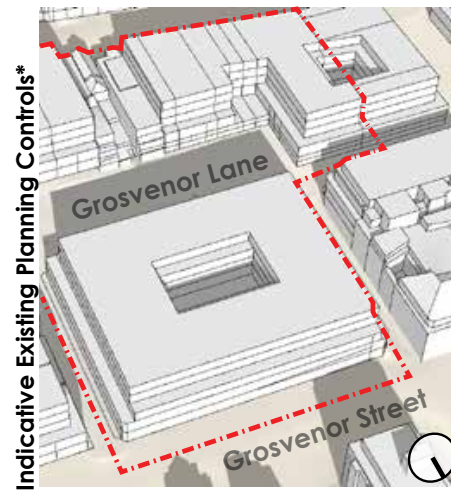 Indicative Existing Planning Controls*
Grosvenor Lane
Grosvenor Street